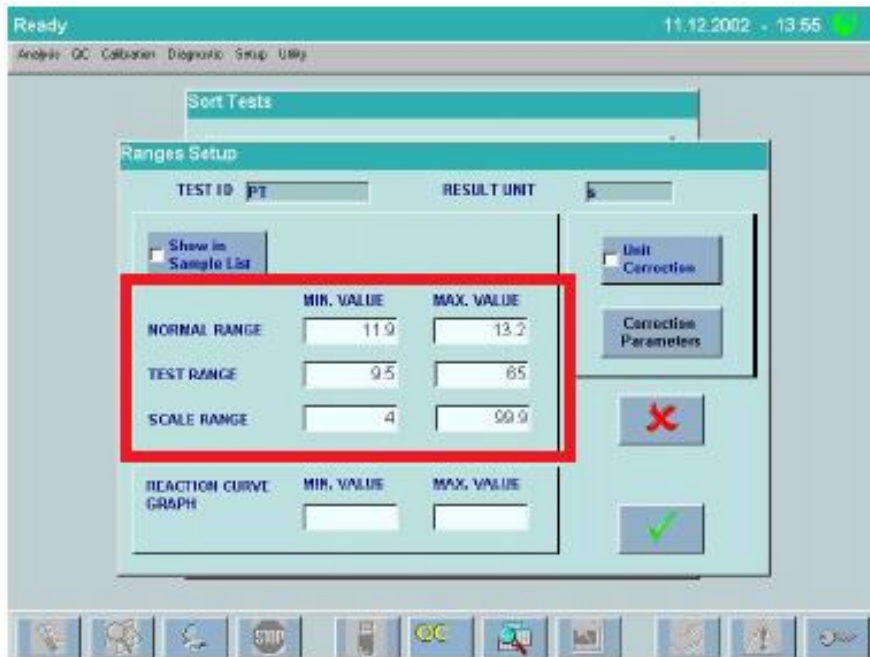 Ready 11.12.2002 - 13:55
Analysis QC Calibration Diagnostic Setup Utility
Sort Tests
Ranges Setup
TEST ID PT RESULT UNIT s
Show in
Sample List
Unit
Correction
MIN. VALUE MAX. VALUE
NORMAL RANGE 11.9 13.2
Correction
Parameters
TEST RANGE 9.5 65
SCALE RANGE 4 99.9
REACTION CURVE
GRAPH
MIN. VALUE MAX. VALUE
STOP QC